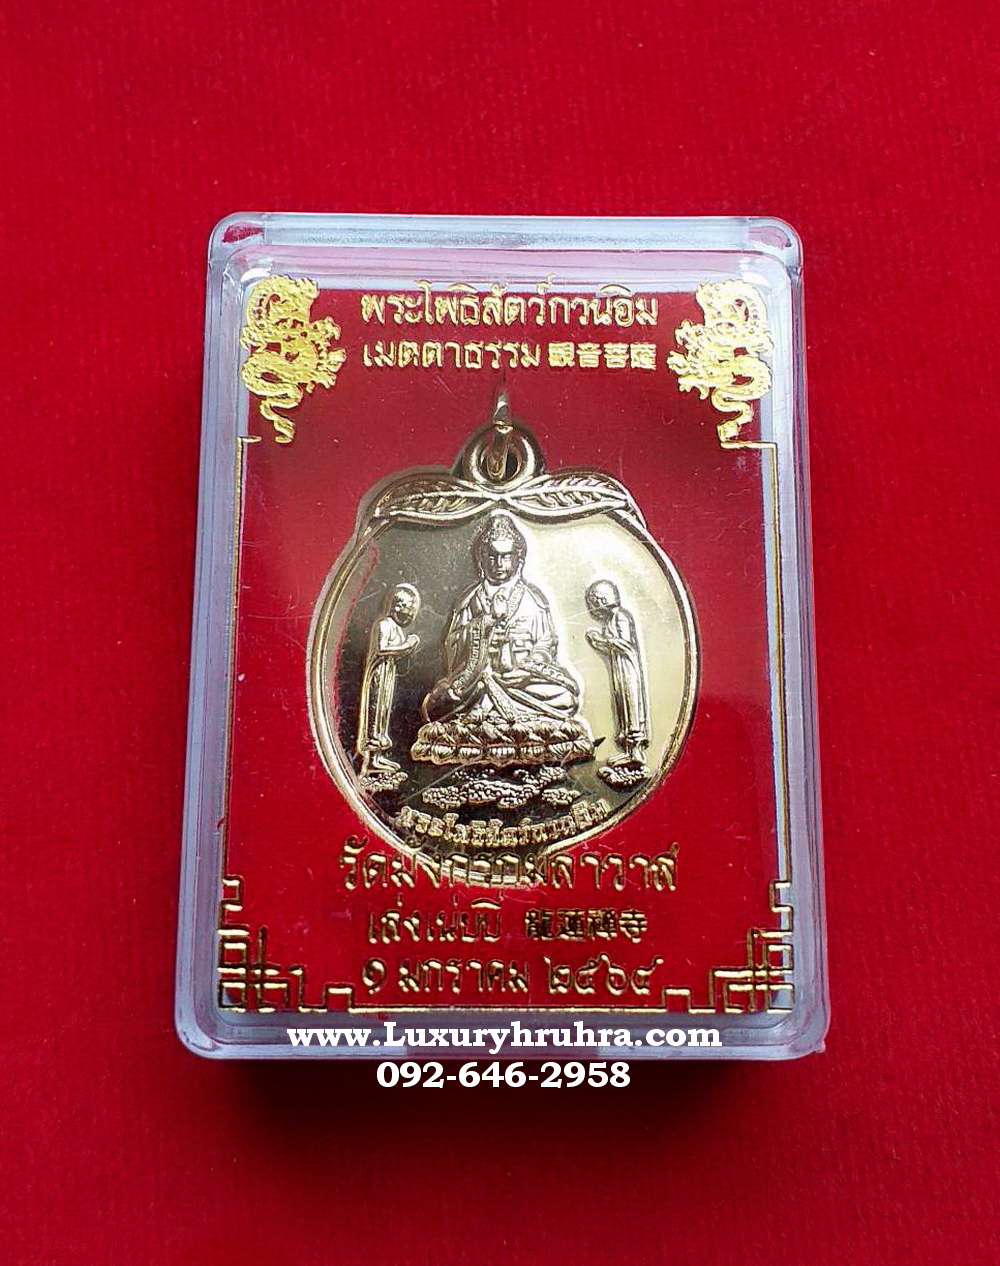 พระโพธิสัตว์กวนอิม
เมตตาธรรม 觀音菩薩
พระโพธิสัตว์กวนอิม
วัดมังกรกมลาวาส
เล่งเน่ยยี่ 龍蓮禪寺
๑ มกราคม ๒๕๖๔
www.Luxuryhruhra.com
092-646-2958